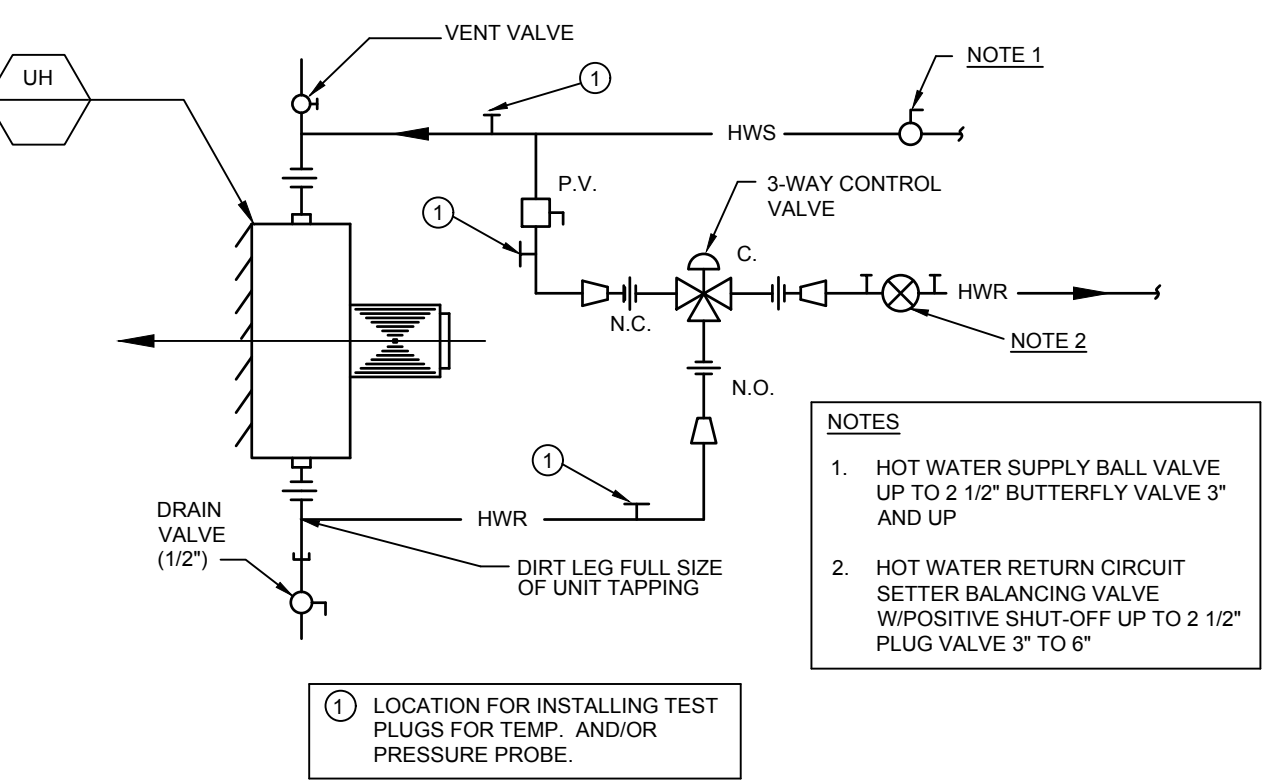 VENT VALVE
UH
1
NOTE 1
HWS
P.V.
3-WAY CONTROL
VALVE
1
C.
HWR
N.C.
NOTE 2
N.O.
1
HWR
DRAIN
VALVE
(1/2")
DIRT LEG FULL SIZE
OF UNIT TAPPING
NOTES
1. HOT WATER SUPPLY BALL VALVE
UP TO 2 1/2" BUTTERFLY VALVE 3"
AND UP
2. HOT WATER RETURN CIRCUIT
SETTER BALANCING VALVE
W/POSITIVE SHUT-OFF UP TO 2 1/2"
PLUG VALVE 3" TO 6"
1 LOCATION FOR INSTALLING TEST
PLUGS FOR TEMP. AND/OR
PRESSURE PROBE.